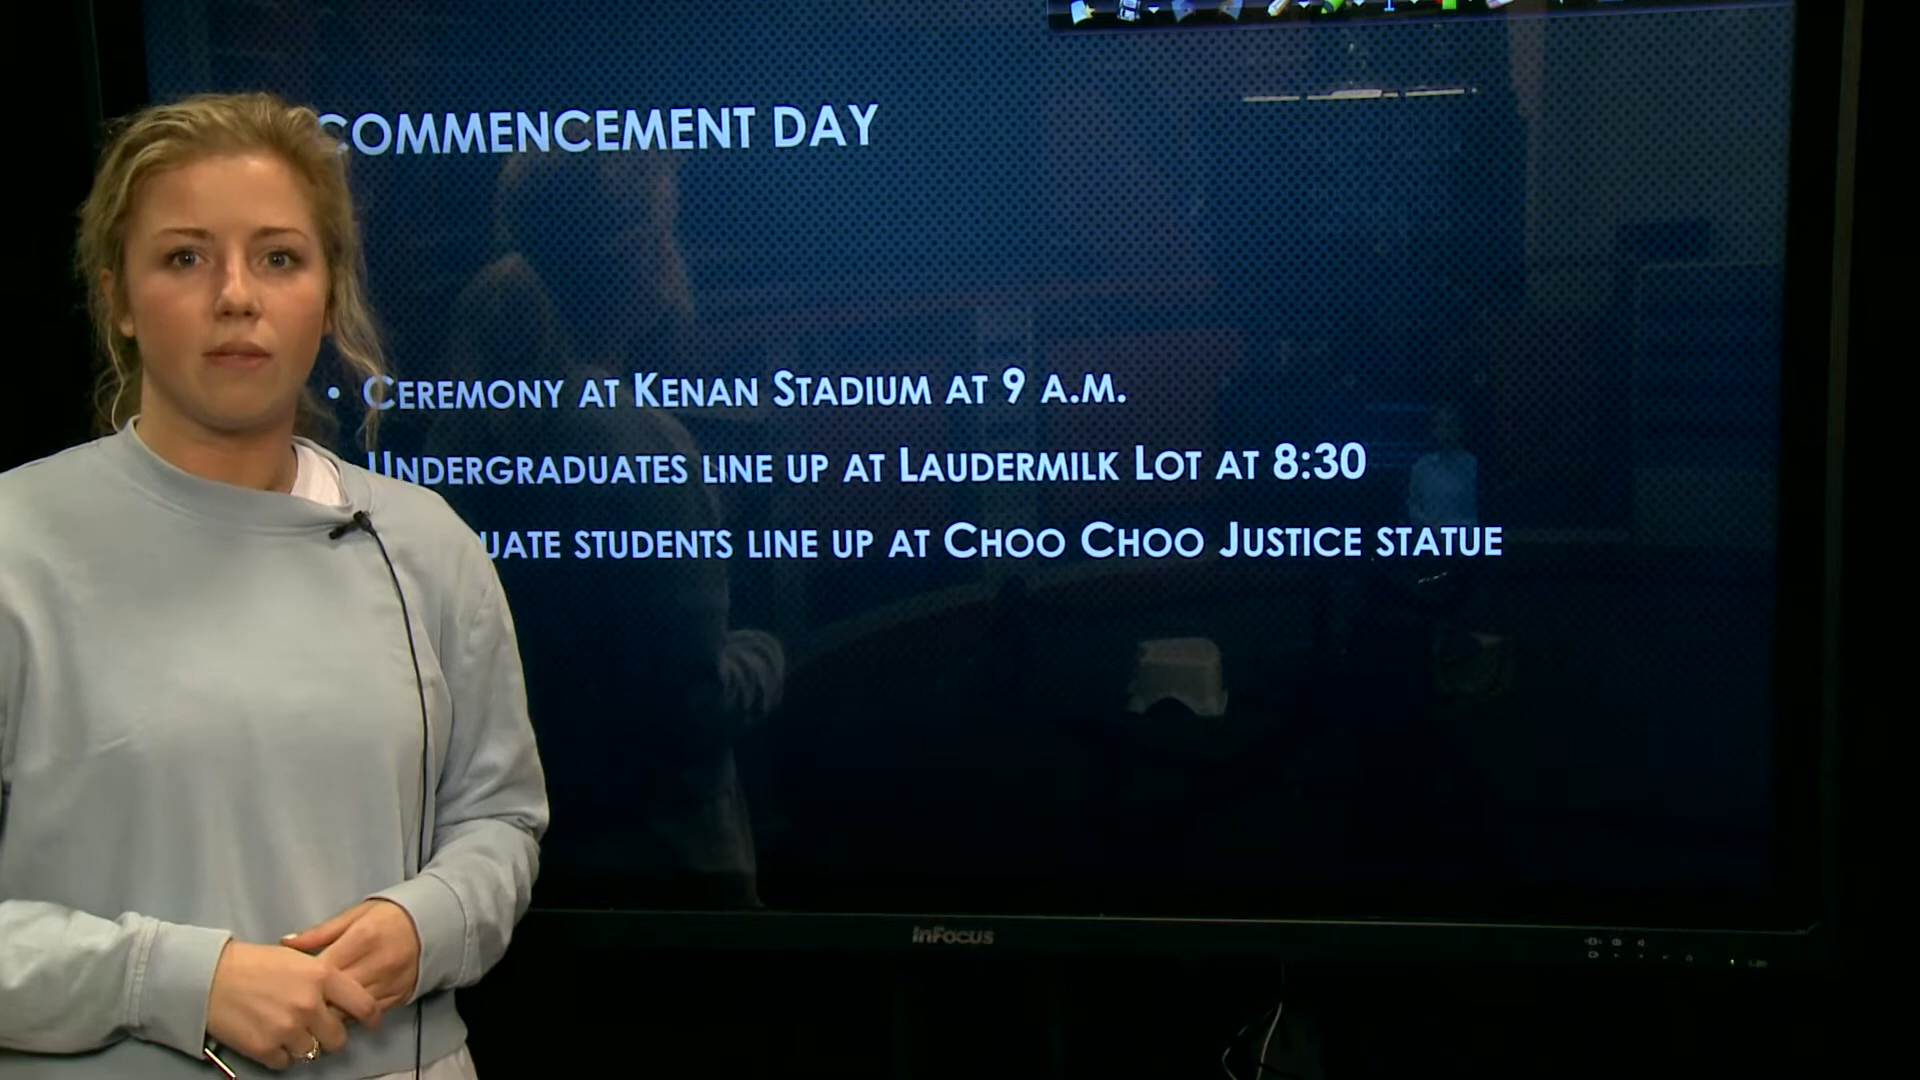 COMMENCEMENT DAY
• CEREMONY AT KENAN STADIUM AT 9 A.M.
UNDERGRADUATES LINE UP AT LAUDERMILK LOT AT 8:30
UATE STUDENTS LINE UP AT CHOO CHOO JUSTICE STATUE
InFocus